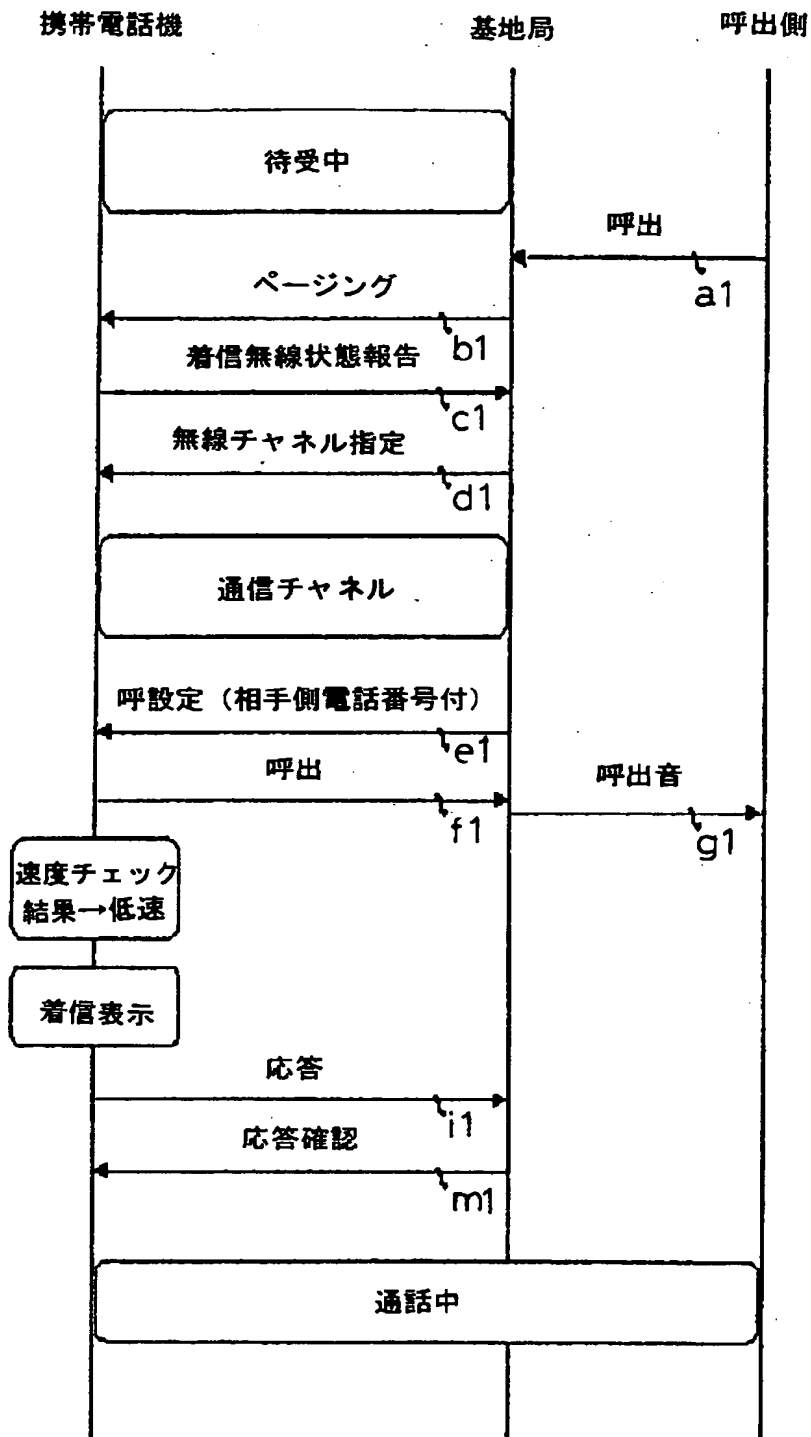 携帯電話機 基地局 呼出側
待受中
呼出
a1
ページング
b1
着信無線状態報告
c1
無線チャネル指定
d1
通信チャネル
呼設定（相手側電話番号付）
e1
呼出
f1
呼出音
g1
速度チェック
結果→低速
着信表示
応答
i1
応答確認
m1
通話中